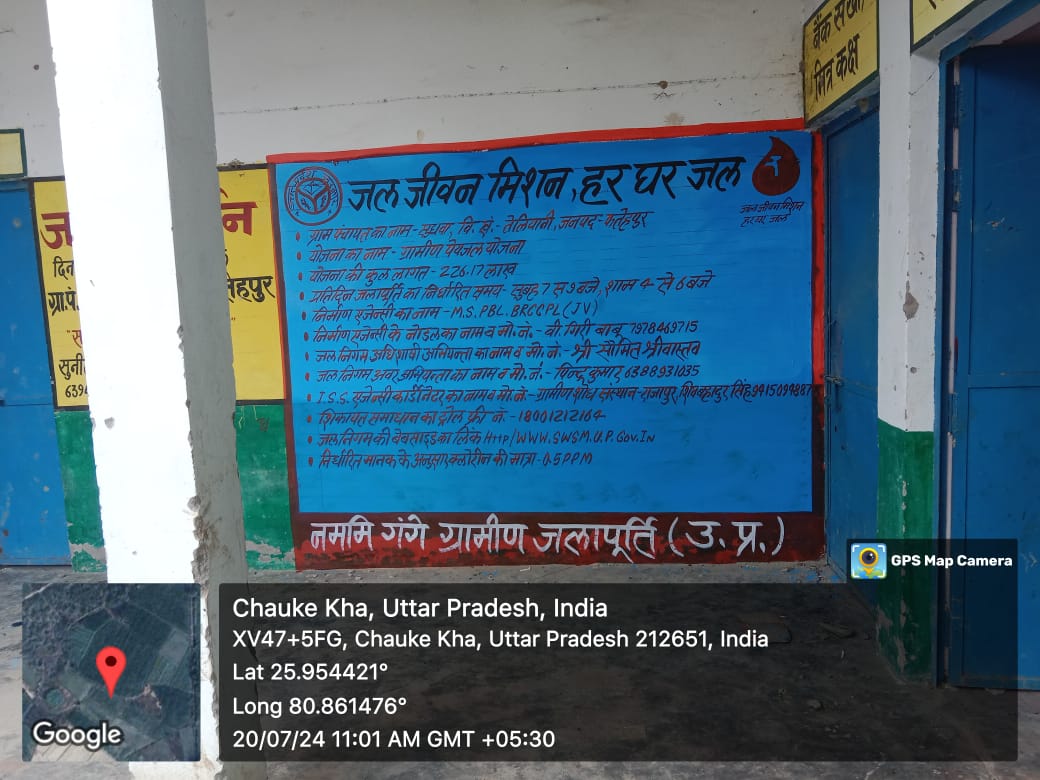 बैंक सखी
मित्र कक्ष
जल जीवन मिशन, हर घर जल
जल जीवन मिशन
हर घर जल
• ग्राम पंचायत का नाम - सुधवा, वि. खं. - तेलियानी, जनपद - फतेहपुर
• योजना का नाम - ग्रामीण पेयजल योजना
• योजना की कुल लागत - 226.17 लाख
• प्रतिदिन जलापूर्ति का निर्धारित समय - सुबह 7 से 9 बजे, शाम 4 से 6 बजे
• निर्माण एजेन्सी का नाम - M.S. PBL. BRCCPL (JV)
• निर्माण एजेन्सी के नोडल का नाम व मो. नं. - वी गिरी बाबू 7978469715
• जल निगम अधिशाषी अभियन्ता का नाम व मो. नं. - श्री सौमित्र श्रीवास्तव
• जल निगम अवर अभियन्ता का नाम व मो. नं. - विन्दु कुमार 6388931035
• I.S.S. एजेन्सी कार्डिनेटर का नाम व मो. नं. - ग्रामीण शोध संस्थान - राजापुर, शिवबहादुर सिंह 9415094887
• शिकायत समाधान का ट्रोल फ्री नं. - 18001212164
• जल निगम की बेबसाइड का लिंक Http/WWW.SWSM.U.P.Gov.In
• निर्धारित मानक के अनुसार क्लोरीन की मात्रा - 0.5 PPM
नमामि गंगे ग्रामीण जलापूर्ति (उ. प्र.)
ज
न
दिन
ग्रा.पं.
तेहपुर
सुनी
639
GPS Map Camera
Google
Chauke Kha, Uttar Pradesh, India
XV47+5FG, Chauke Kha, Uttar Pradesh 212651, India
Lat 25.954421°
Long 80.861476°
20/07/24 11:01 AM GMT +05:30